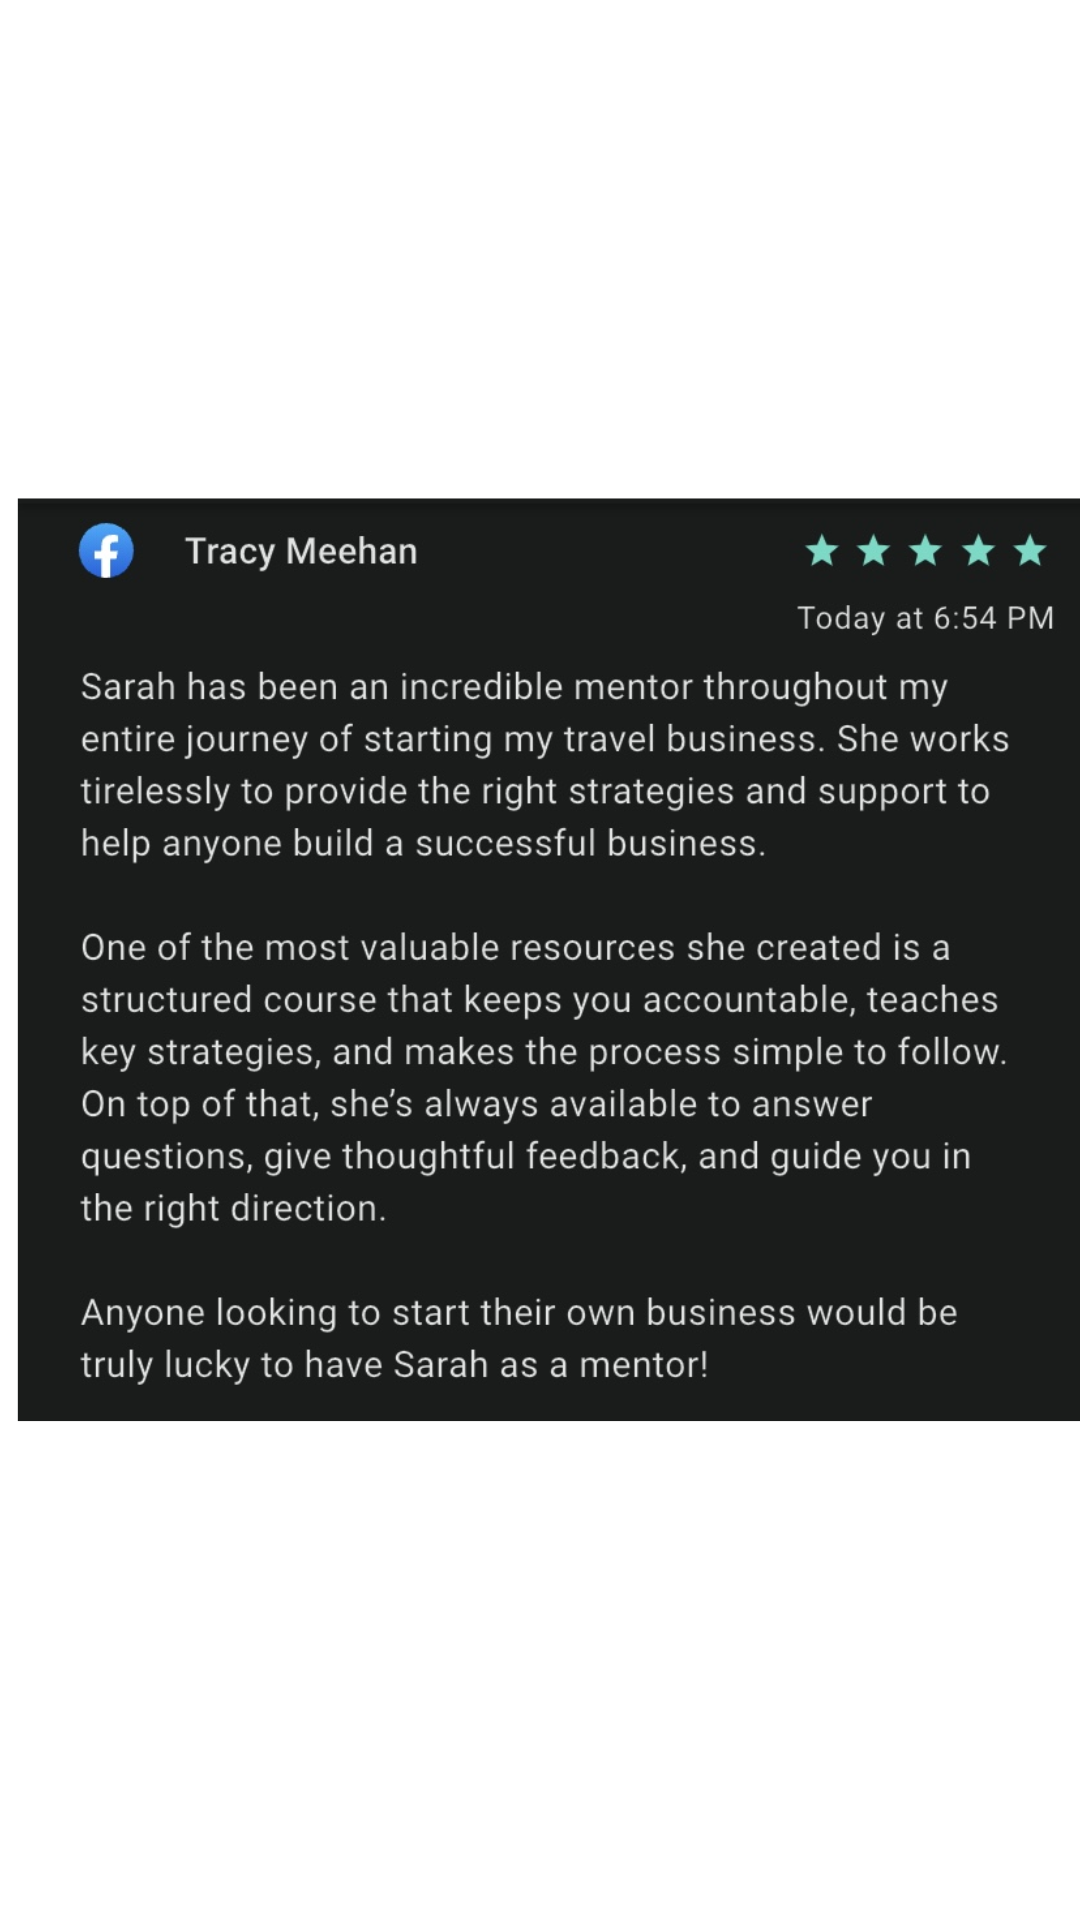 Tracy Meehan
Today at 6:54 PM
Sarah has been an incredible mentor throughout my
entire journey of starting my travel business. She works
tirelessly to provide the right strategies and support to
help anyone build a successful business.
One of the most valuable resources she created is a
structured course that keeps you accountable, teaches
key strategies, and makes the process simple to follow.
On top of that, she’s always available to answer
questions, give thoughtful feedback, and guide you in
the right direction.
Anyone looking to start their own business would be
truly lucky to have Sarah as a mentor!